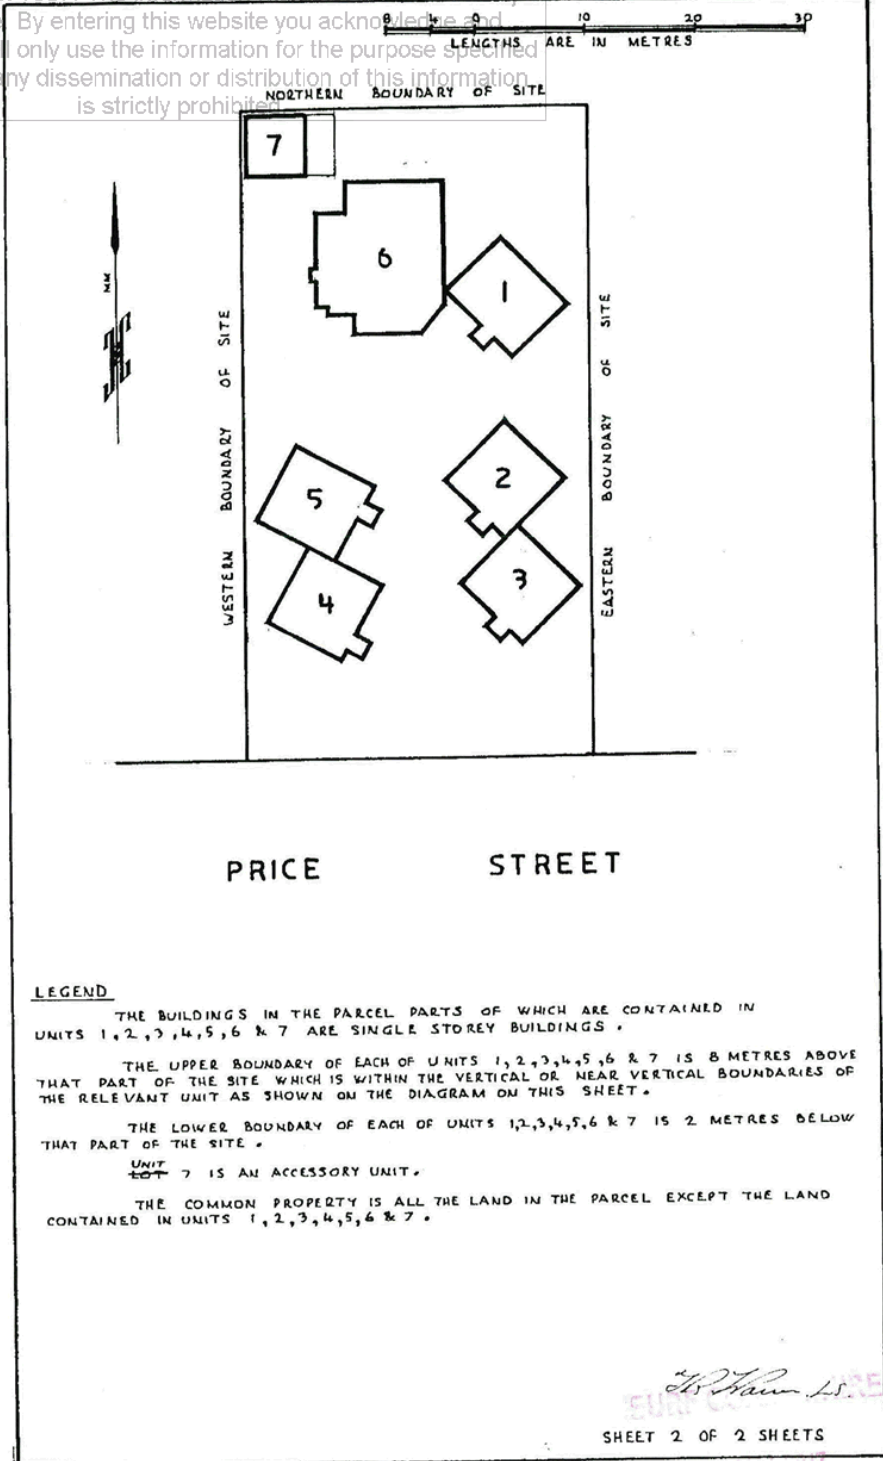 By entering this website you acknowledge and
only use the information for the purpose specified
any dissemination or distribution of this information
is strictly prohibited
8 4 0 10 20 30
LENGTHS ARE IN METRES
NORTHERN BOUNDARY OF SITE
7
6
1
WESTERN BOUNDARY OF SITE
EASTERN BOUNDARY OF SITE
5
2
4
3
PRICE STREET
LEGEND
THE BUILDINGS IN THE PARCEL PARTS OF WHICH ARE CONTAINED IN
UNITS 1,2,3,4,5,6 & 7 ARE SINGLE STOREY BUILDINGS.
THE UPPER BOUNDARY OF EACH OF UNITS 1,2,3,4,5,6 & 7 IS 8 METRES ABOVE
THAT PART OF THE SITE WHICH IS WITHIN THE VERTICAL OR NEAR VERTICAL BOUNDARIES OF
THE RELEVANT UNIT AS SHOWN ON THE DIAGRAM ON THIS SHEET.
THE LOWER BOUNDARY OF EACH OF UNITS 1,2,3,4,5,6 & 7 IS 2 METRES BELOW
THAT PART OF THE SITE.
UNIT
LOT 7 IS AN ACCESSORY UNIT.
THE COMMON PROPERTY IS ALL THE LAND IN THE PARCEL EXCEPT THE LAND
CONTAINED IN UNITS 1,2,3,4,5,6 & 7.
L.S.
SHEET 2 OF 2 SHEETS